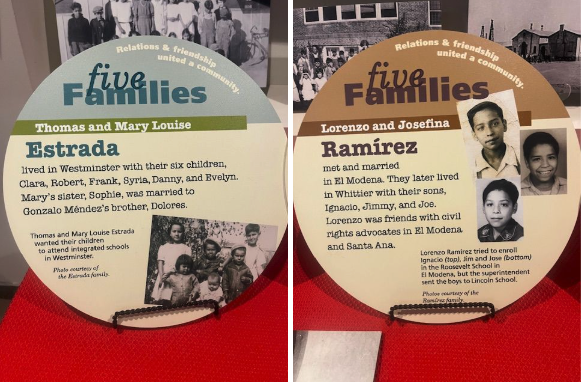 Relations & friendship
united a community.
five
Families
Thomas and Mary Louise
Estrada
lived in Westminster with their six children,
Clara, Robert, Frank, Syria, Danny, and Evelyn.
Mary's sister, Sophie, was married to
Gonzalo Méndez's brother, Dolores.
Thomas and Mary Louise Estrada
wanted their children
to attend integrated schools
in Westminster.
Photo courtesy of
the Estrada family.
Relations & friendship
united a community.
five
Families
Lorenzo and Josefina
Ramírez
met and married
in El Modena. They later lived
in Whittier with their sons,
Ignacio, Jimmy, and Joe.
Lorenzo was friends with civil
rights advocates in El Modena
and Santa Ana.
Lorenzo Ramírez tried to enroll
Ignacio (top), Jim and Jose (bottom)
in the Roosevelt School in
El Modena, but the superintendent
sent the boys to Lincoln School.
Photos courtesy of the
Ramírez family.